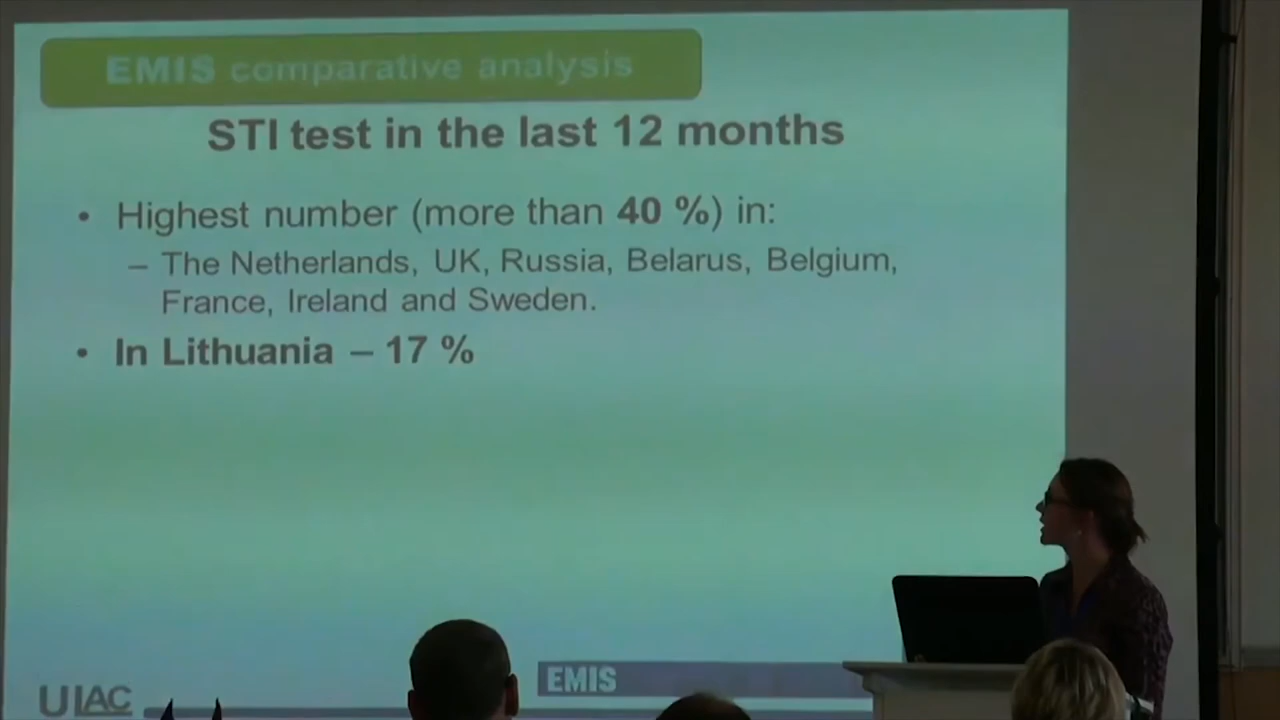 EMIS comparative analysis
STI test in the last 12 months
• Highest number (more than 40 %) in:
– The Netherlands, UK, Russia, Belarus, Belgium,
France, Ireland and Sweden.
• In Lithuania – 17 %
EMIS
ULAC